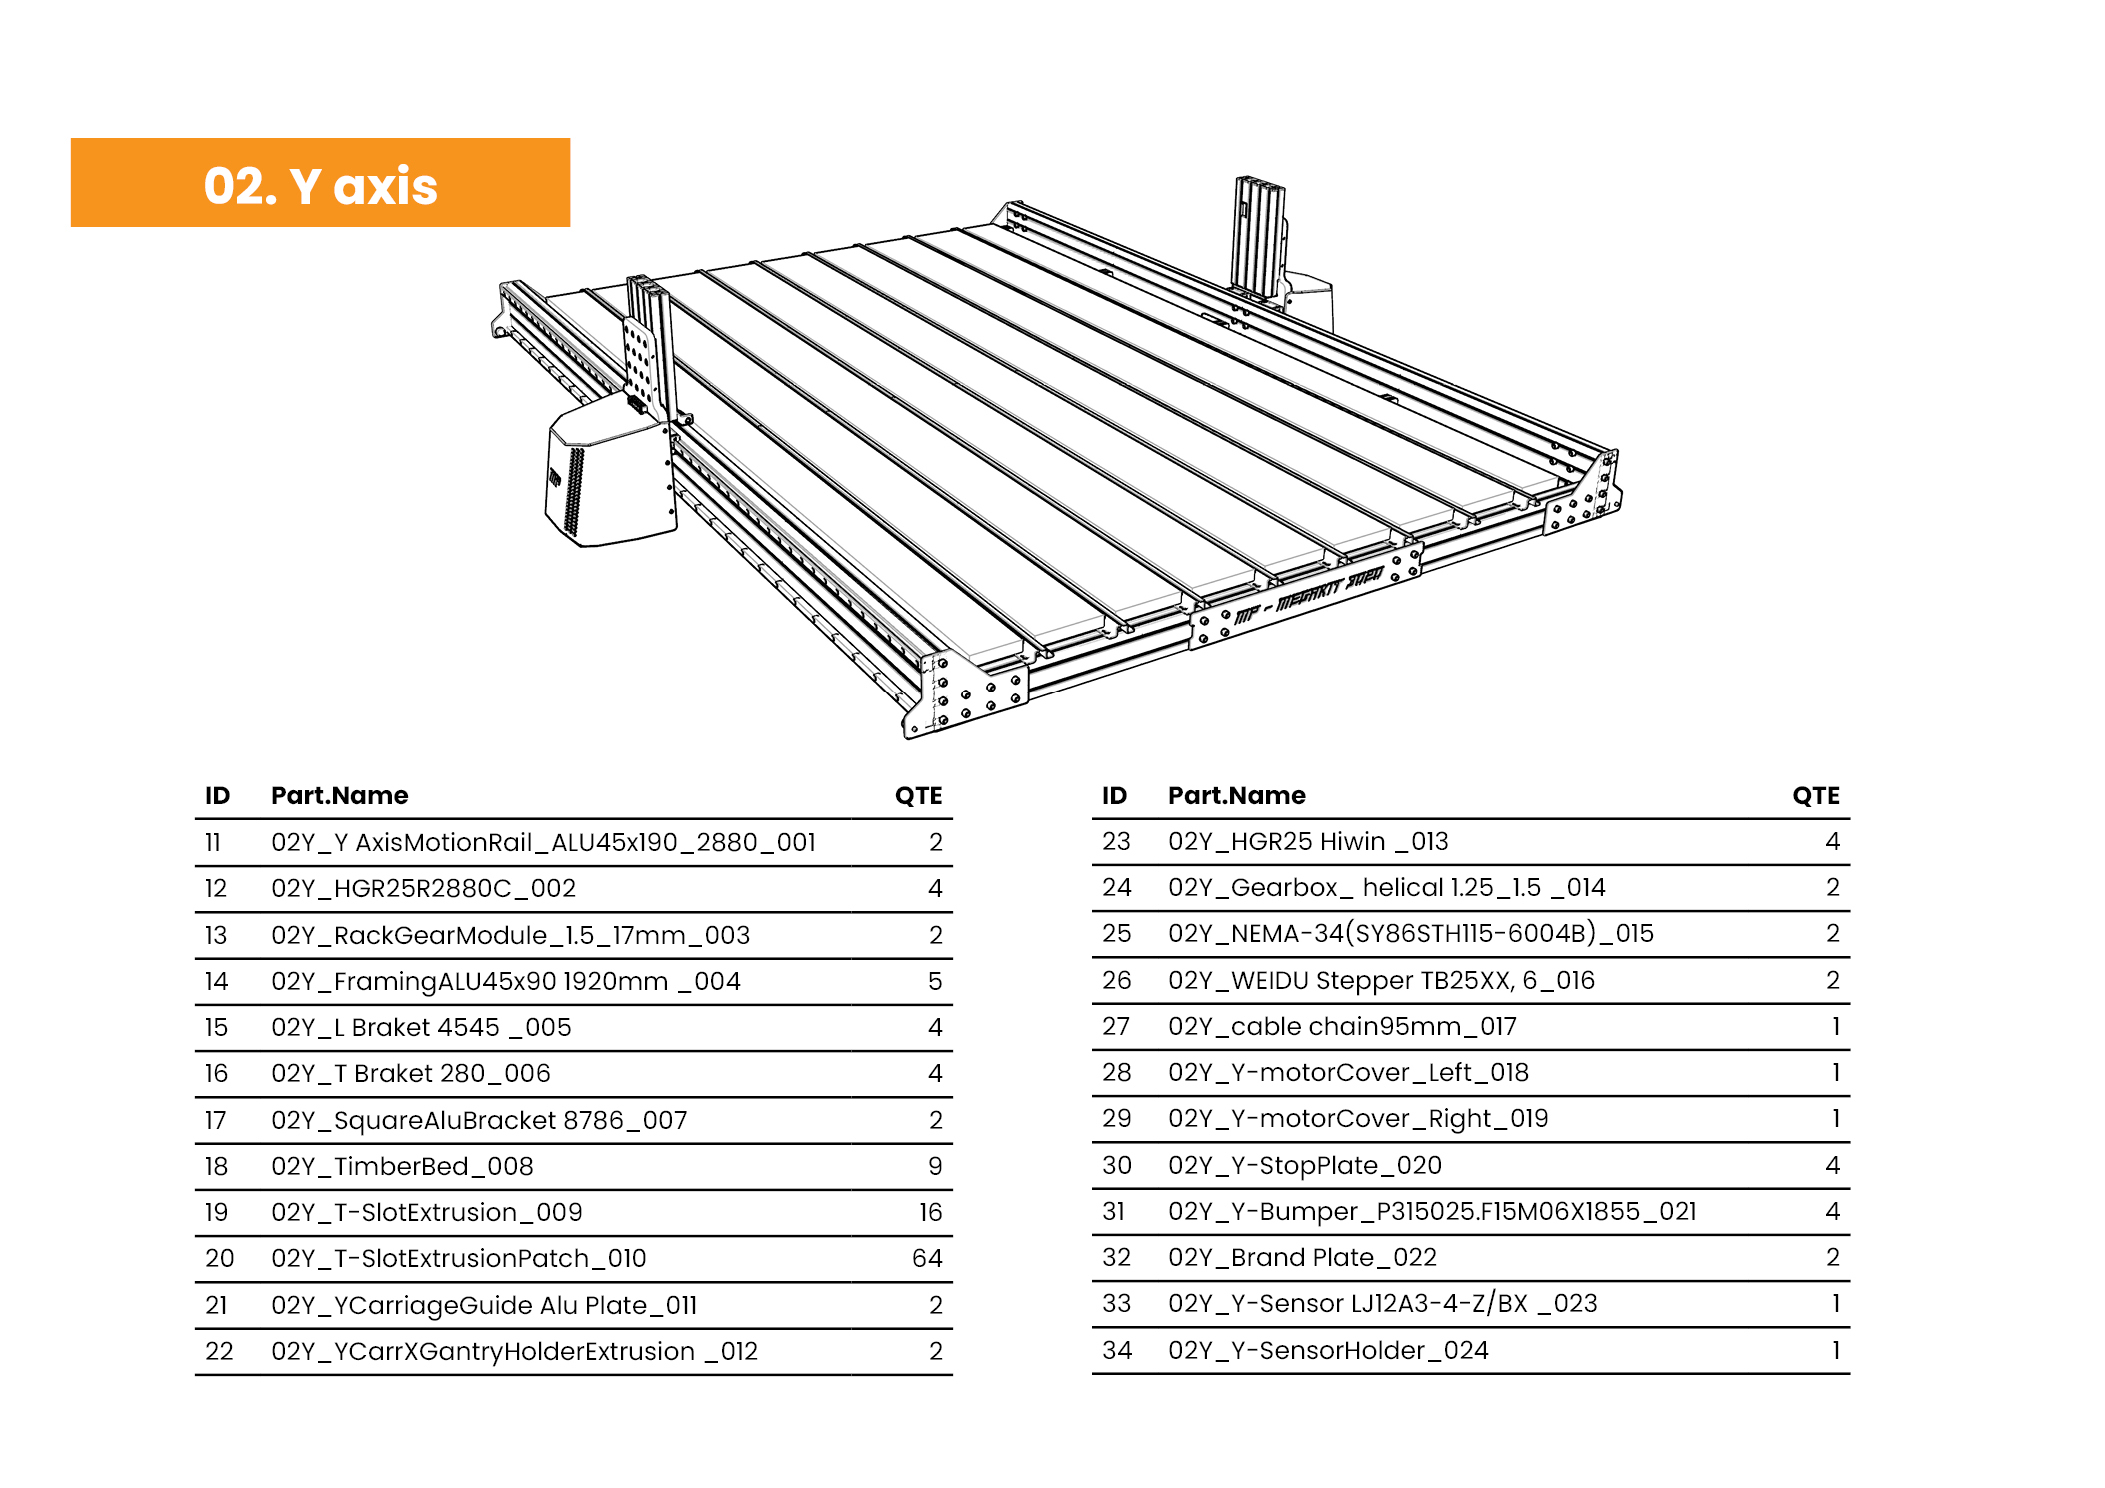 02. Y axis
MP
MP - MEGAKIT 3020
ID Part.Name QTE
11 02Y_Y AxisMotionRail_ALU45x190_2880_001 2
12 02Y_HGR25R2880C_002 4
13 02Y_RackGearModule_1.5_17mm_003 2
14 02Y_FramingALU45x90 1920mm _004 5
15 02Y_L Braket 4545 _005 4
16 02Y_T Braket 280_006 4
17 02Y_SquareAluBracket 8786_007 2
18 02Y_TimberBed_008 9
19 02Y_T-SlotExtrusion_009 16
20 02Y_T-SlotExtrusionPatch_010 64
21 02Y_YCarriageGuide Alu Plate_011 2
22 02Y_YCarrXGantryHolderExtrusion _012 2
ID Part.Name QTE
23 02Y_HGR25 Hiwin _013 4
24 02Y_Gearbox_ helical 1.25_1.5 _014 2
25 02Y_NEMA-34(SY86STH115-6004B)_015 2
26 02Y_WEIDU Stepper TB25XX, 6_016 2
27 02Y_cable chain95mm_017 1
28 02Y_Y-motorCover_Left_018 1
29 02Y_Y-motorCover_Right_019 1
30 02Y_Y-StopPlate_020 4
31 02Y_Y-Bumper_P315025.F15M06X1855_021 4
32 02Y_Brand Plate_022 2
33 02Y_Y-Sensor LJ12A3-4-Z/BX _023 1
34 02Y_Y-SensorHolder_024 1